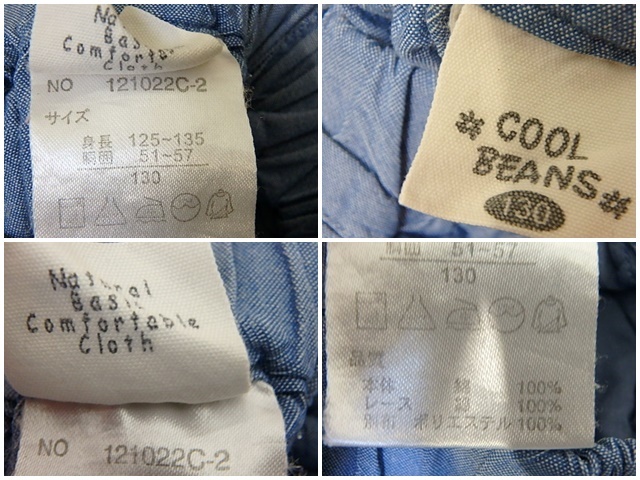 Natural
Basic
Comfortable
Cloth
NO 121022C-2
サイズ
身長 125~135
胴囲 51~57
130
* COOL
BEANS *
130
Natural
Basic
Comfortable
Cloth
NO 121022C-2
胴囲 51~57
130
品質
本体 綿 100%
レース 綿 100%
別布 ポリエステル 100%